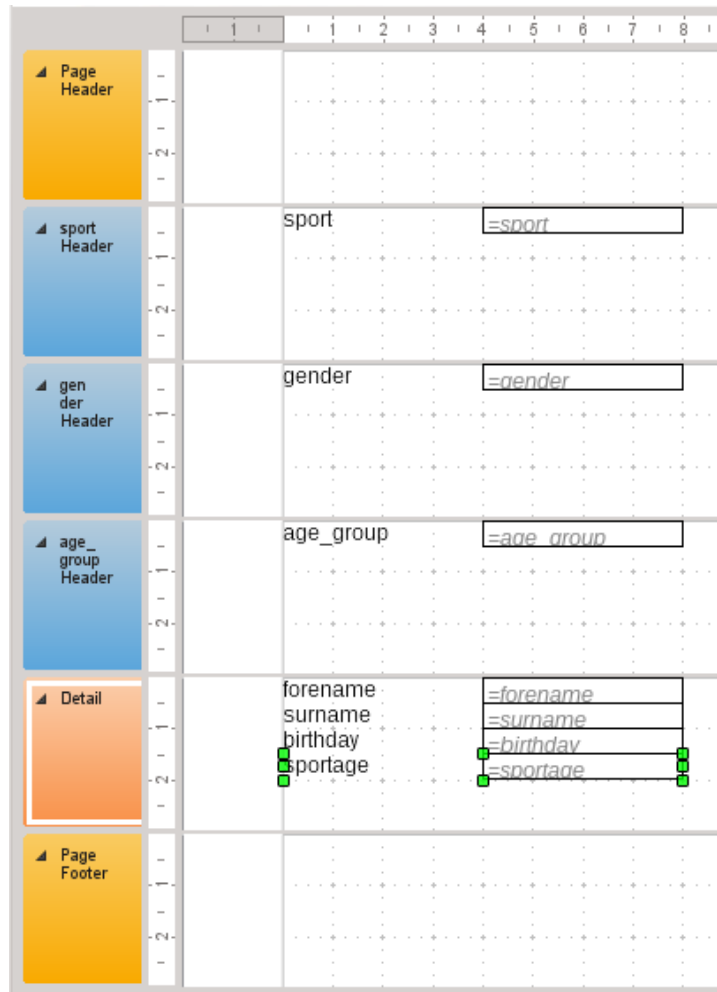 1 1 2 3 4 5 6 7 8
Page
Header
1
2
sport
Header
sport =sport
1
2
gen
der
Header
gender =gender
1
2
age_
group
Header
age_group =age_group
1
2
Detail
forename =forename
surname =surname
1
birthday =birthday
sportage =sportage
2
Page
Footer
1
2